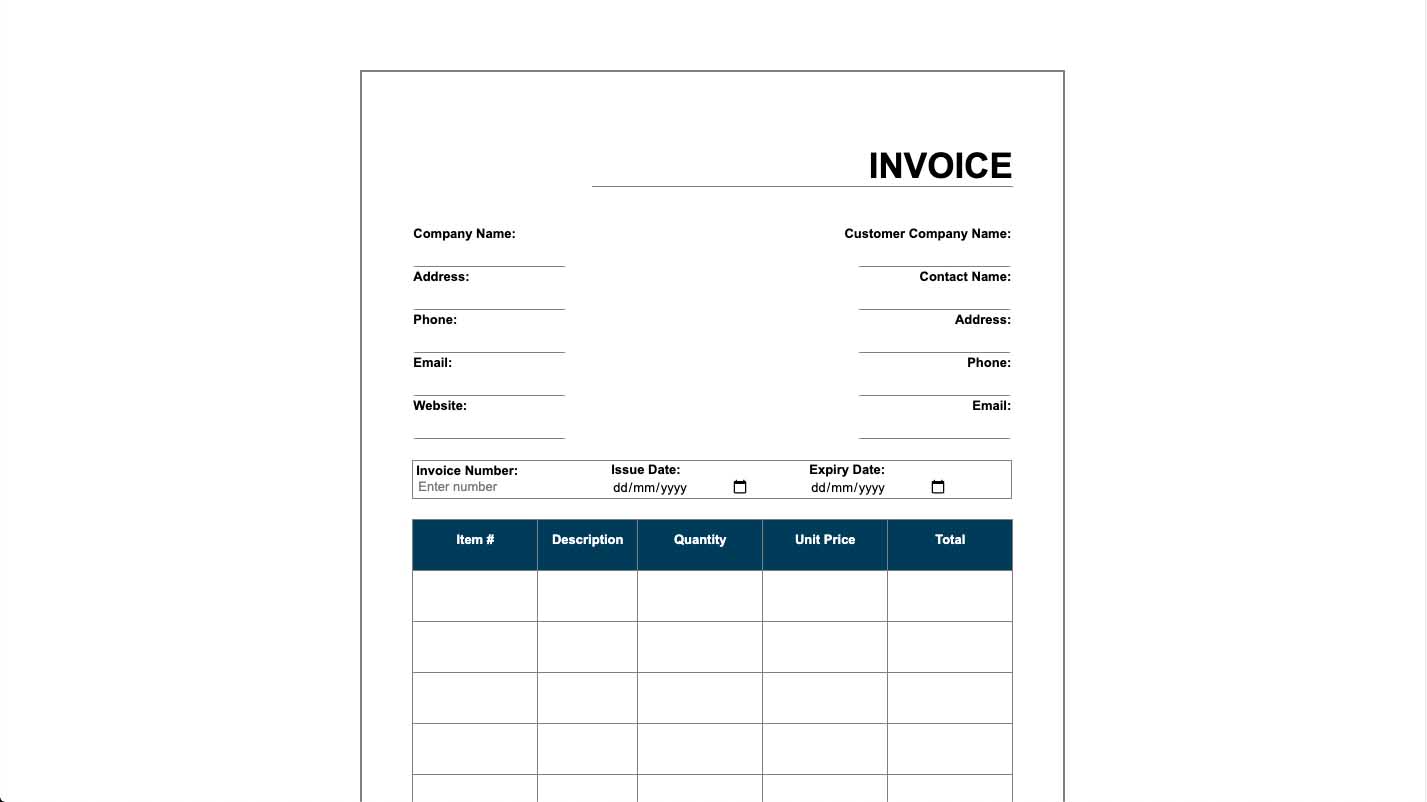 INVOICE
Company Name:
Customer Company Name:
Address:
Contact Name:
Phone:
Address:
Email:
Phone:
Website:
Email:
Invoice Number:
Issue Date:
Expiry Date:
Enter number
dd/mm/yyyy
dd/mm/yyyy
Item # Description Quantity Unit Price Total